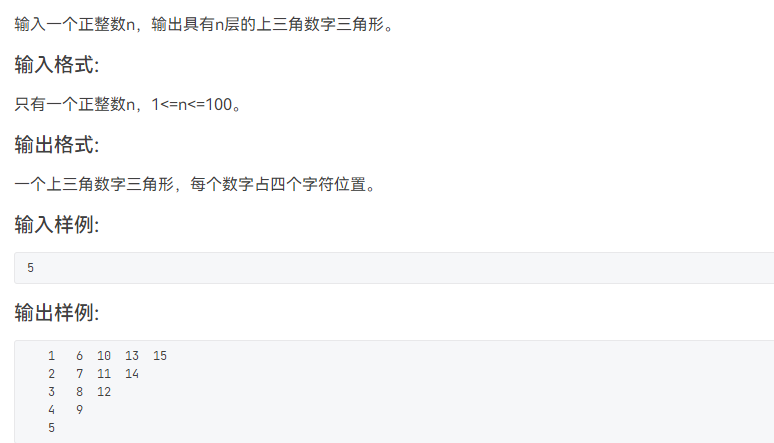 输入一个正整数n，输出具有n层的上三角数字三角形。
输入格式:
只有一个正整数n，1<=n<=100。
输出格式:
一个上三角数字三角形，每个数字占四个字符位置。
输入样例:
5
输出样例:
   1   6  10  13  15
   2   7  11  14
   3   8  12
   4   9
   5